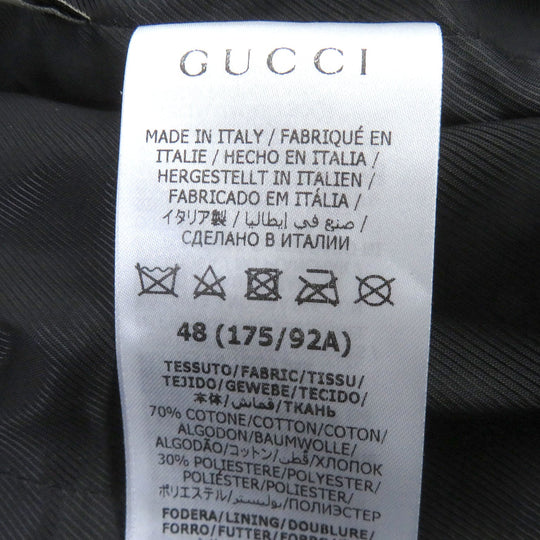 GUCCI
MADE IN ITALY / FABRIQUÉ EN
ITALIE / HECHO EN ITALIA /
HERGESTELLT IN ITALIEN /
FABRICADO EM ITÁLIA /
イタリア製 / صنع في إيطاليا /
СДЕЛАНО В ИТАЛИИ
48 (175/92A)
TESSUTO/FABRIC/TISSU/
TEJIDO/GEWEBE/TECIDO/
本体/قماش/ТКАНЬ
70% COTONE/COTTON/COTON/
ALGODON/BAUMWOLLE/
ALGODÃO/コットン/قطن/ХЛОПОК
30% POLIESTERE/POLYESTER/
POLIÉSTER/POLIESTER/
ポリエステル/بوليستر/ПОЛИЭСТЕР
FODERA/LINING/DOUBLURE/
FORRO/FUTTER/FORRO/